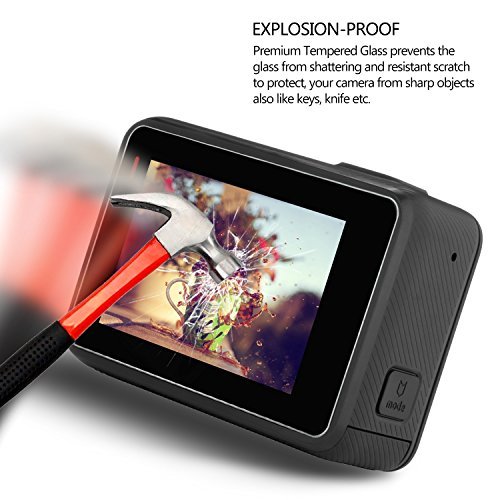 EXPLOSION-PROOF
Premium Tempered Glass prevents the
glass from shattering and resistant scratch
to protect, your camera from sharp objects
also like keys, knife etc.
mode